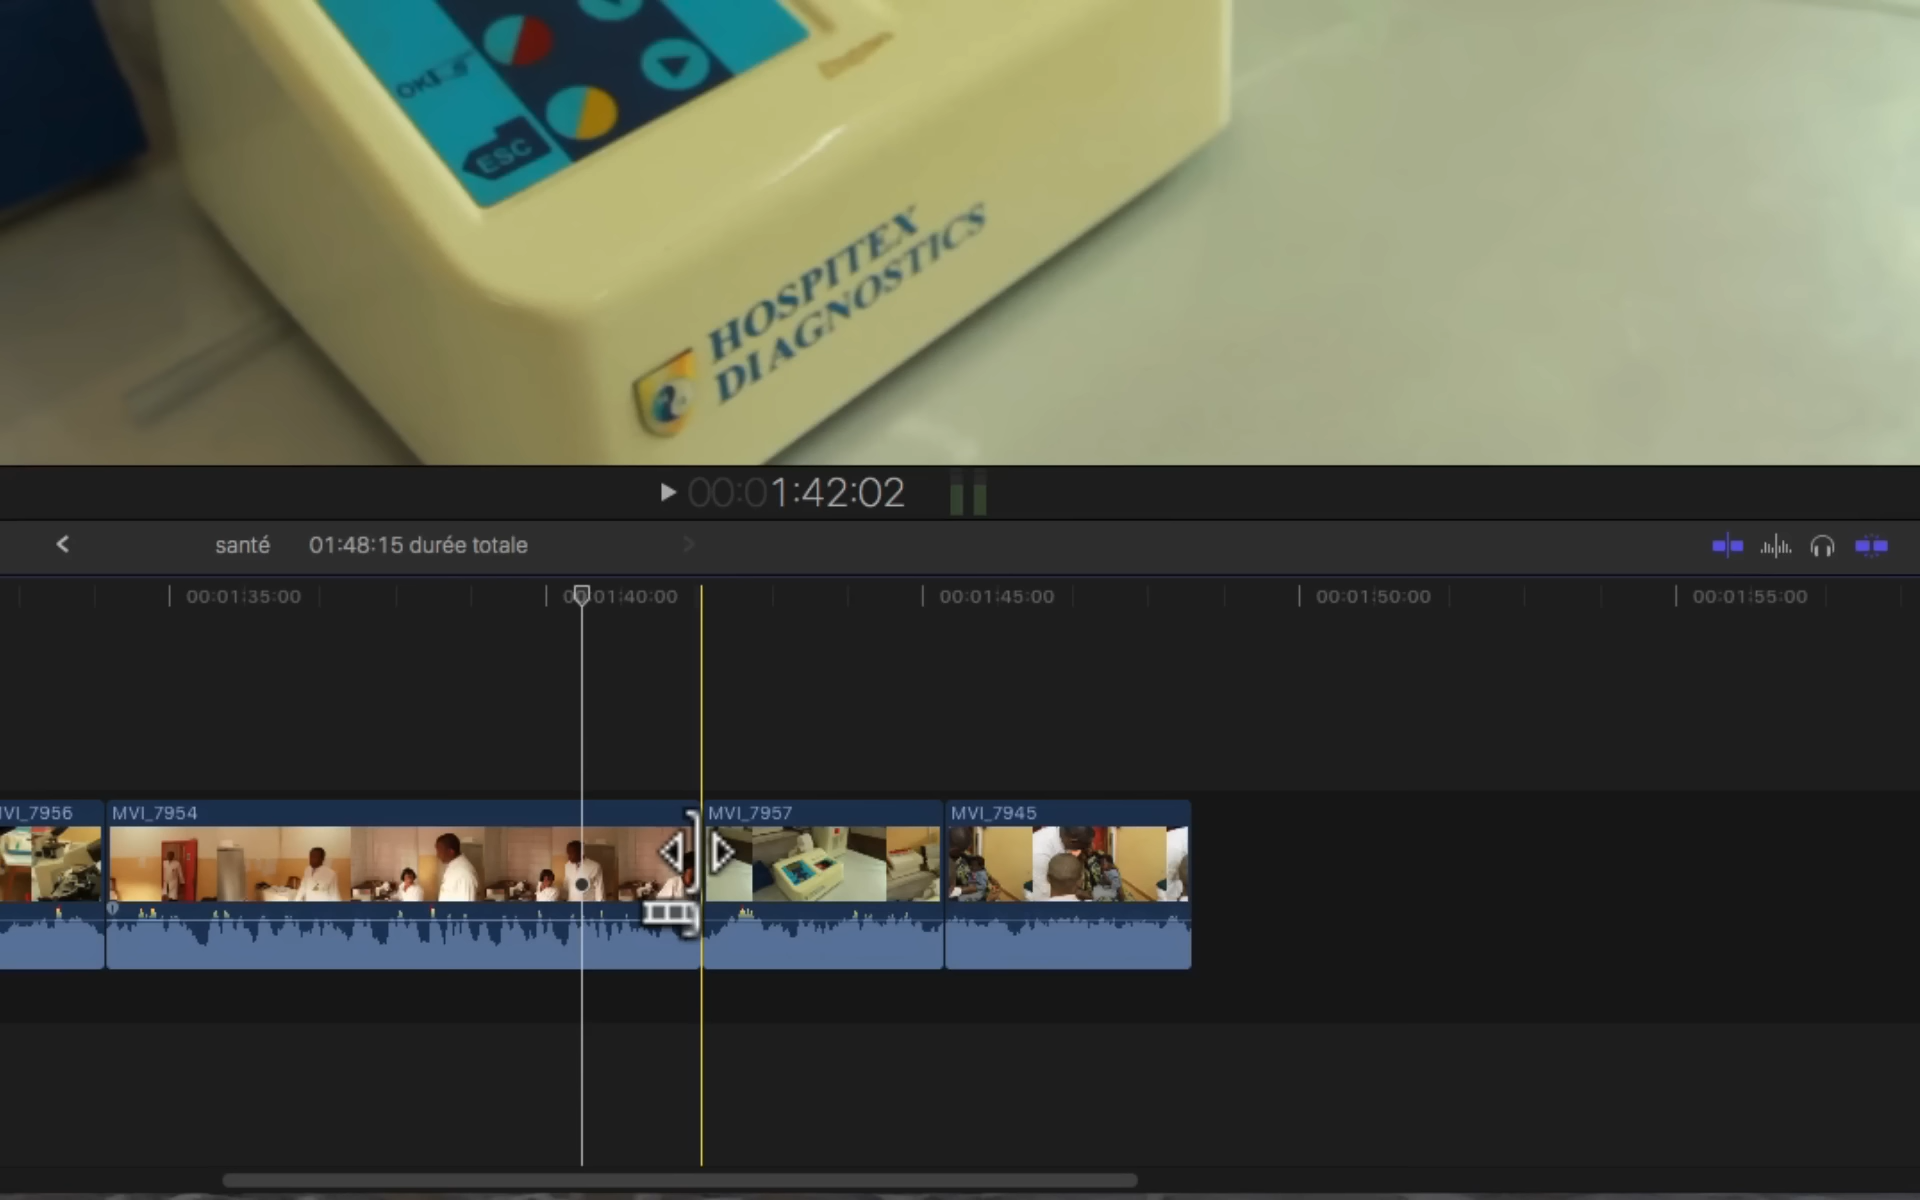 OK
ESC
HOSPITEX
DIAGNOSTICS
00:01:42:02
santé 01:48:15 durée totale
00:01:35:00 00:01:40:00 00:01:45:00 00:01:50:00 00:01:55:00
MVI_7956 MVI_7954 MVI_7957 MVI_7945